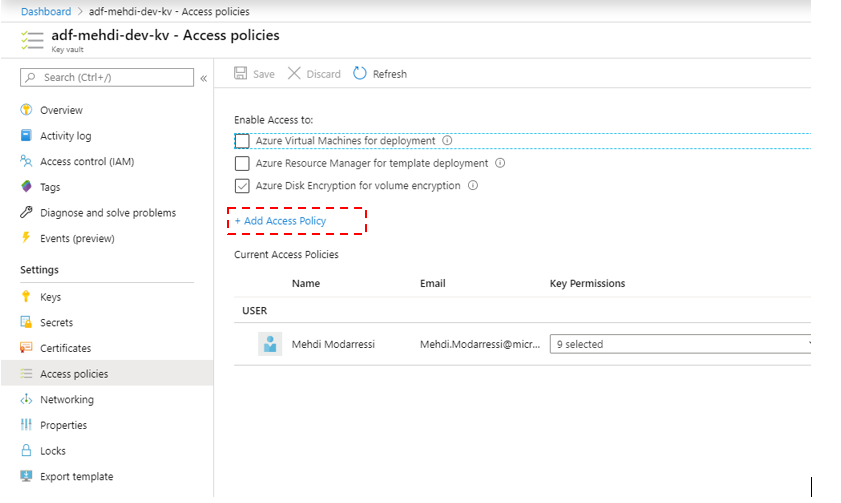 Dashboard > adf-mehdi-dev-kv - Access policies
adf-mehdi-dev-kv - Access policies
Key vault
Search (Ctrl+/)
«
Overview
Activity log
Access control (IAM)
Tags
Diagnose and solve problems
Events (preview)
Settings
Keys
Secrets
Certificates
Access policies
Networking
Properties
Locks
Export template
Save Discard Refresh
Enable Access to:
Azure Virtual Machines for deployment
Azure Resource Manager for template deployment
Azure Disk Encryption for volume encryption
+ Add Access Policy
Current Access Policies
Name Email Key Permissions
USER
Mehdi Modarressi Mehdi.Modarressi@micr... 9 selected